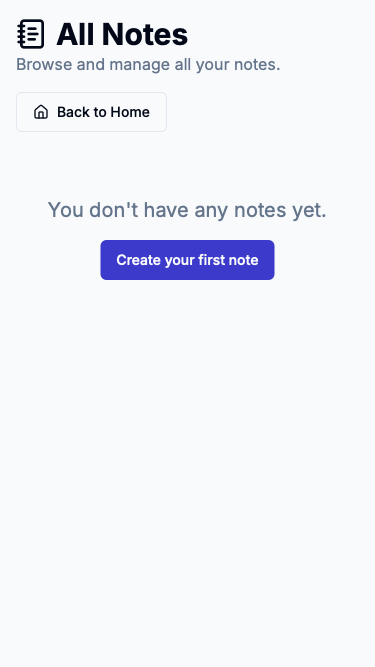 All Notes
Browse and manage all your notes.
Back to Home
You don't have any notes yet.
Create your first note